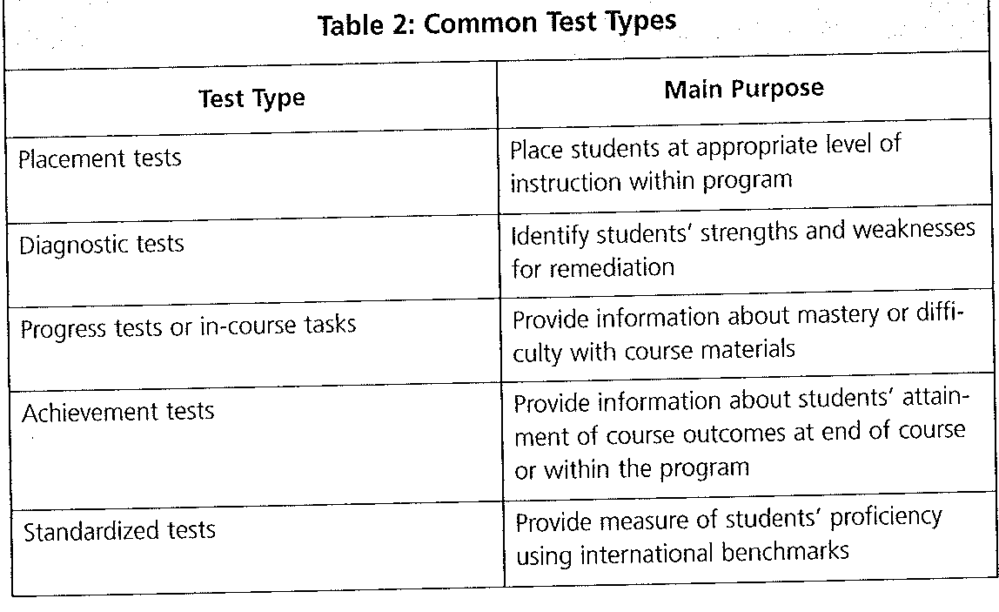 Table 2: Common Test Types
Test Type
Main Purpose
Placement tests
Place students at appropriate level of
instruction within program
Diagnostic tests
Identify students' strengths and weaknesses
for remediation
Progress tests or in-course tasks
Provide information about mastery or diffi-
culty with course materials
Achievement tests
Provide information about students' attain-
ment of course outcomes at end of course
or within the program
Standardized tests
Provide measure of students' proficiency
using international benchmarks